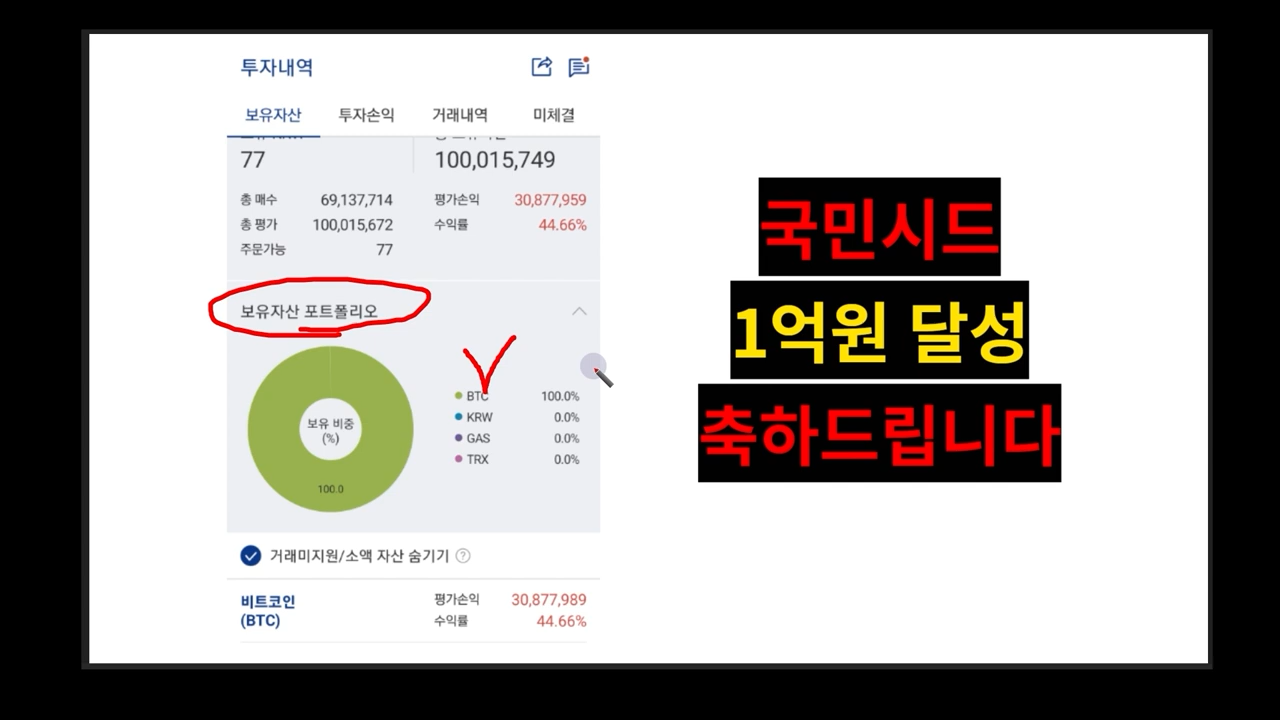 투자내역
보유자산 투자손익 거래내역 미체결
77 100,015,749
총 매수 69,137,714 평가손익 30,877,959
총 평가 100,015,672 수익률 44.66%
주문가능 77
보유자산 포트폴리오
보유 비중
(%)
100.0
BTC 100.0%
KRW 0.0%
GAS 0.0%
TRX 0.0%
거래미지원/소액 자산 숨기기 ?
비트코인
(BTC)
평가손익 30,877,989
수익률 44.66%
국민시드
1억원 달성
축하드립니다